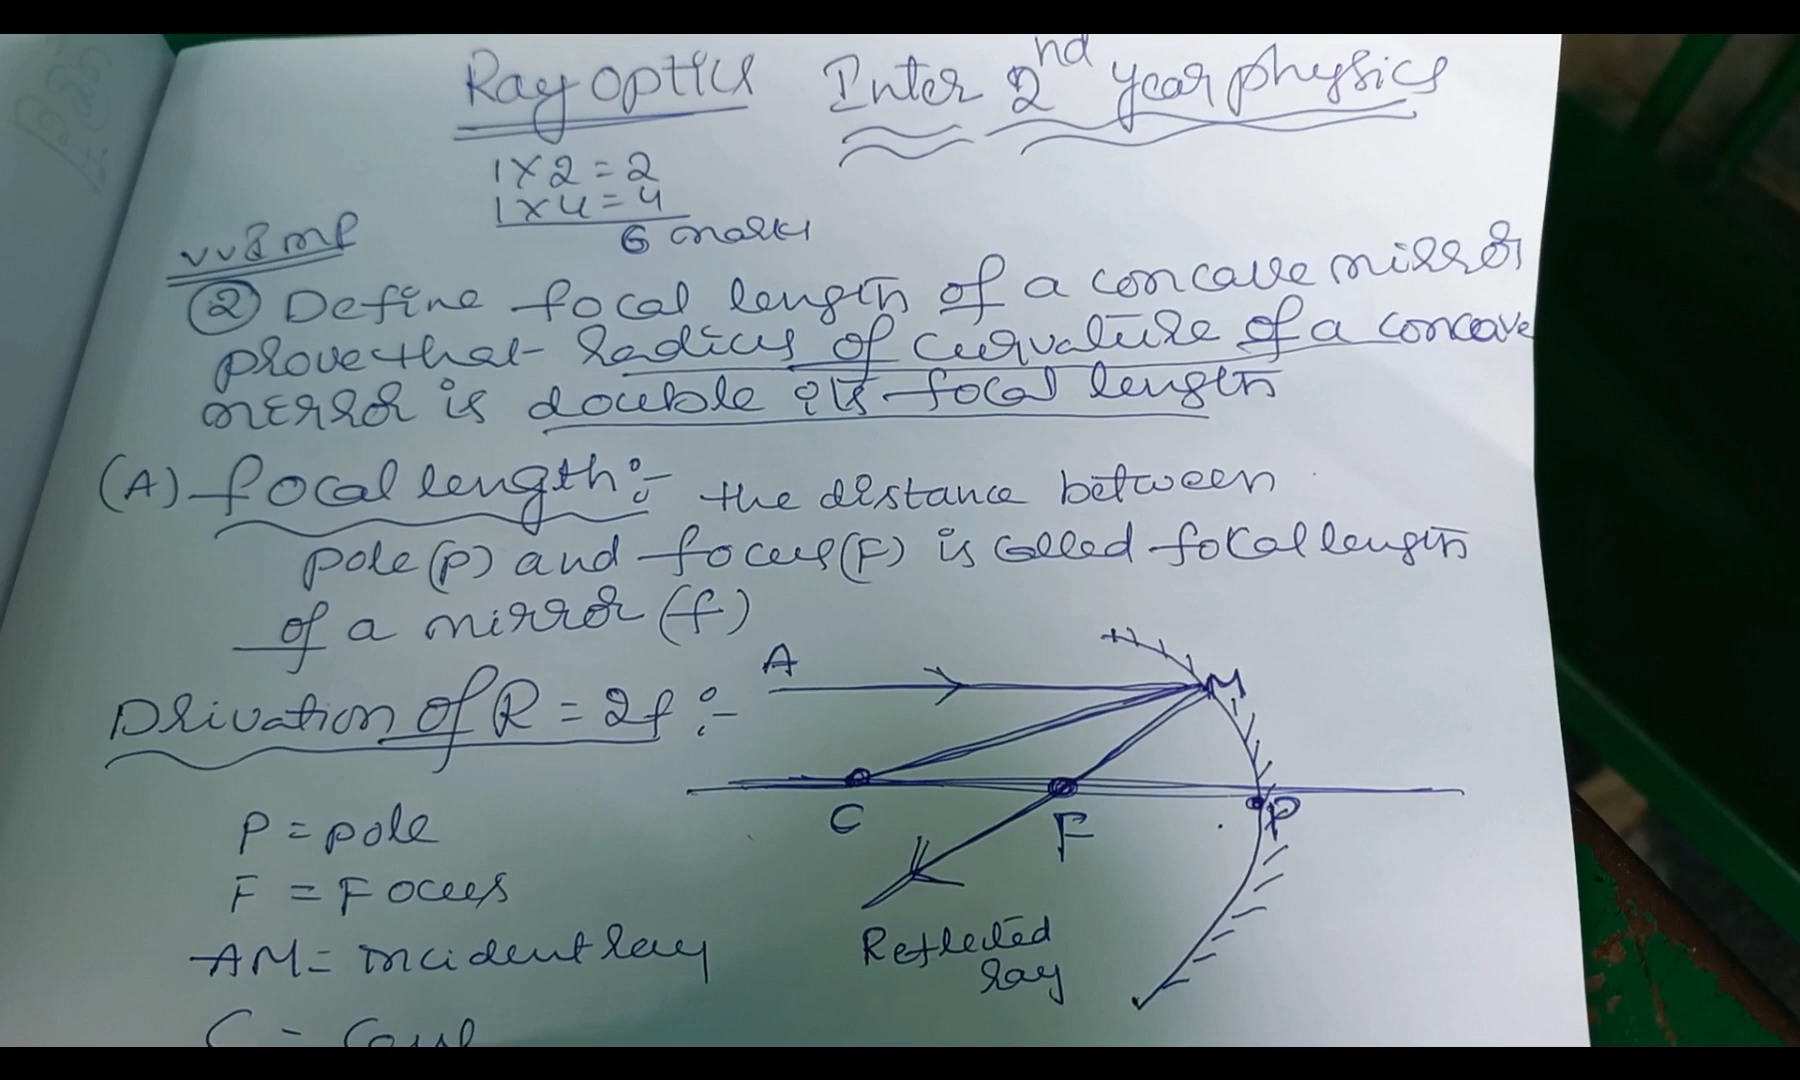 Ray optics Inter 2nd year physics
1 x 2 = 2
1 x 4 = 4
6 marks
vv imp
(2) Define focal length of a concave mirror
prove that radius of curvature of a concave
mirror is double its focal length
(A) focal length :- the distance between
pole (p) and focus (F) is called focal length
of a mirror (f)
Drivation of R = 2f :-
A
M
C
F
P
P = pole
F = Focus
AM = incident ray
Reflected
ray
C =